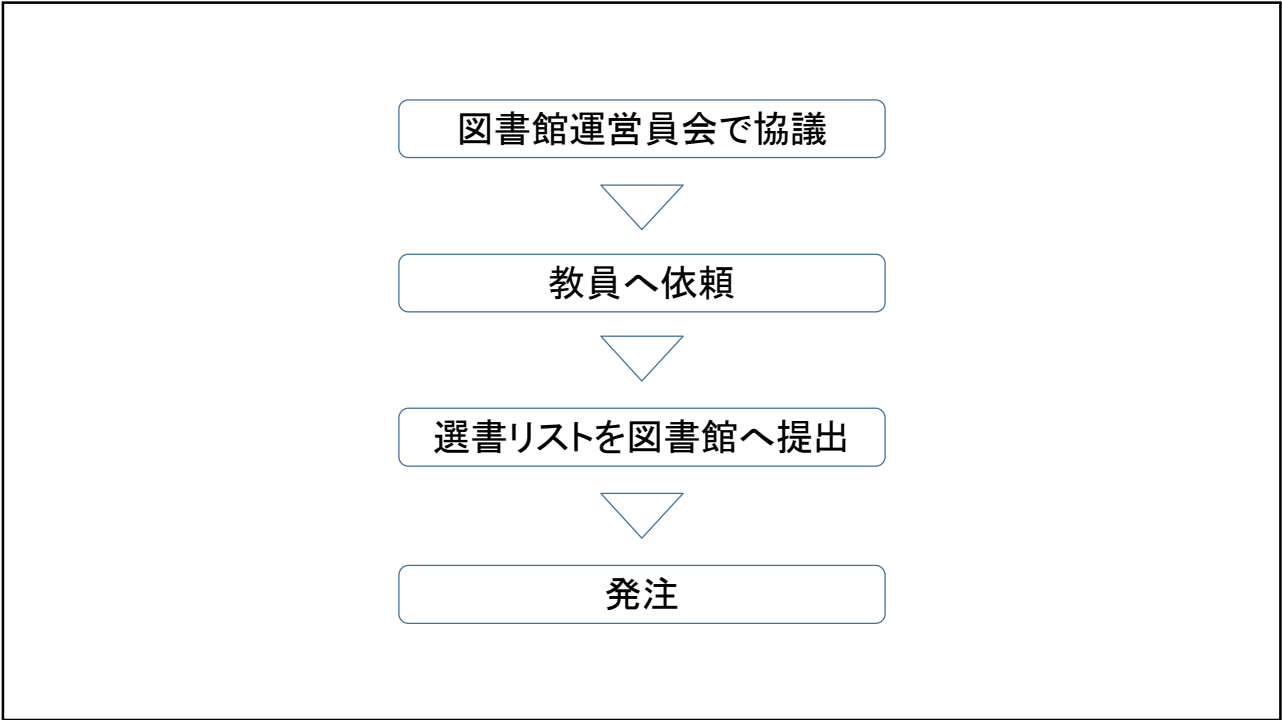 図書館運営員会で協議
教員へ依頼
選書リストを図書館へ提出
発注